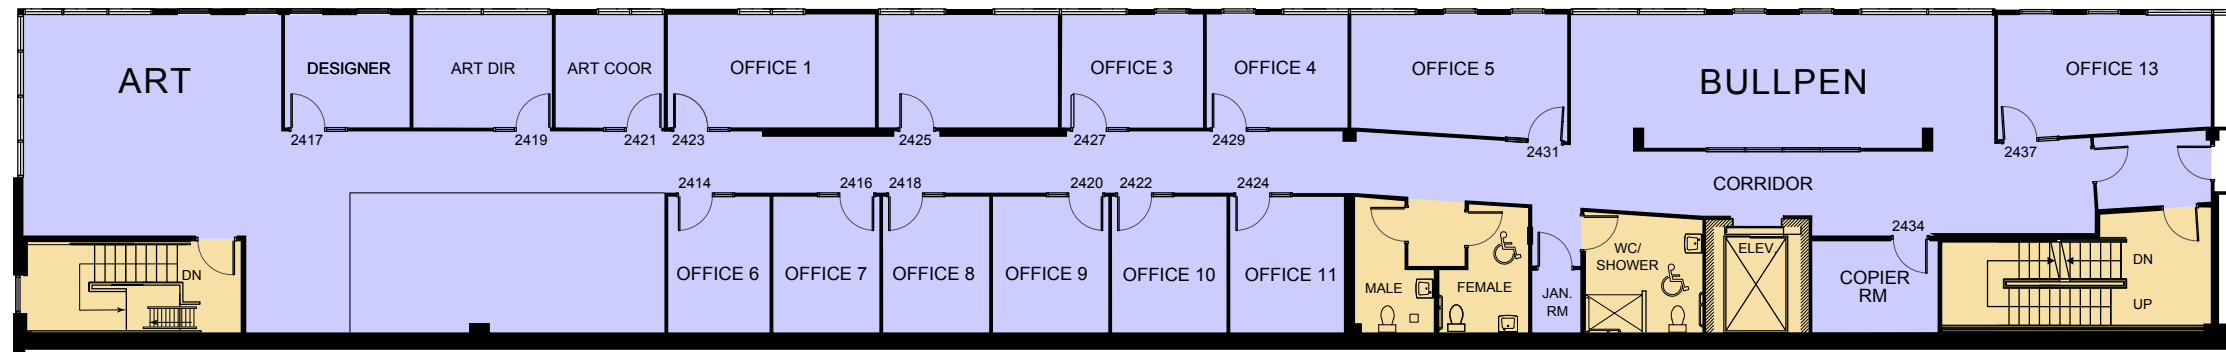 ART
DESIGNER
ART DIR
ART COOR
OFFICE 1
OFFICE 3
OFFICE 4
OFFICE 5
BULLPEN
OFFICE 13
2417
2419
2421
2423
2425
2427
2429
2431
2437
2414
2416
2418
2420
2422
2424
CORRIDOR
2434
DN
OFFICE 6
OFFICE 7
OFFICE 8
OFFICE 9
OFFICE 10
OFFICE 11
MALE
FEMALE
JAN.
RM
WC/
SHOWER
ELEV.
COPIER
RM
DN
UP